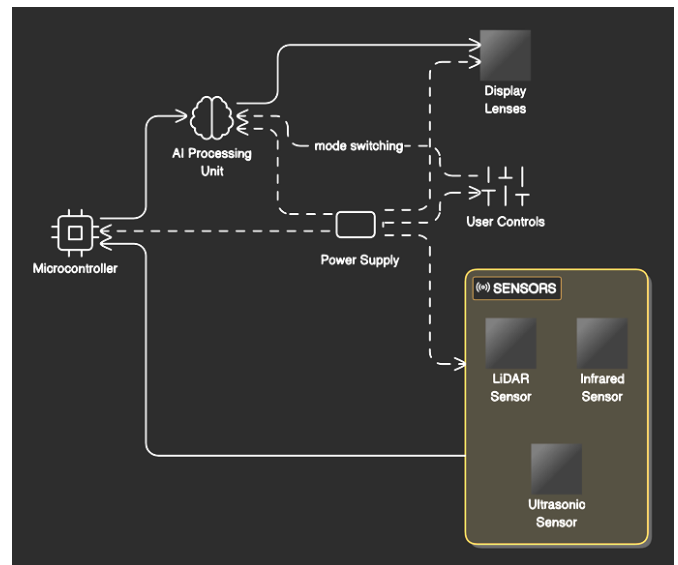 Display
Lenses
AI Processing
Unit
mode switching
User Controls
Microcontroller
Power Supply
SENSORS
LiDAR
Sensor
Infrared
Sensor
Ultrasonic
Sensor